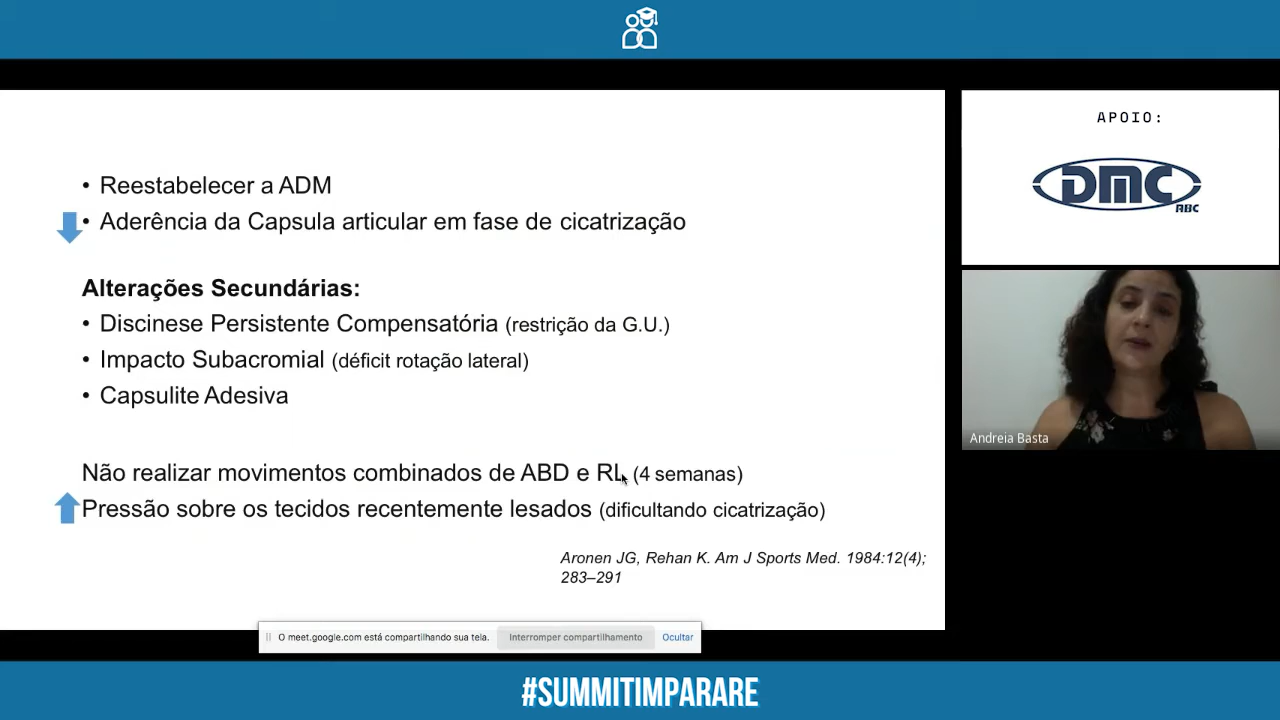 • Reestabelecer a ADM
• Aderência da Capsula articular em fase de cicatrização
Alterações Secundárias:
• Discinese Persistente Compensatória (restrição da G.U.)
• Impacto Subacromial (déficit rotação lateral)
• Capsulite Adesiva
Não realizar movimentos combinados de ABD e RL (4 semanas)
Pressão sobre os tecidos recentemente lesados (dificultando cicatrização)
Aronen JG, Rehan K. Am J Sports Med. 1984:12(4);
283–291
O meet.google.com está compartilhando sua tela. Interromper compartilhamento Ocultar
APOIO:
DMC
ABC
Andreia Basta
#SUMMITIMPARARE